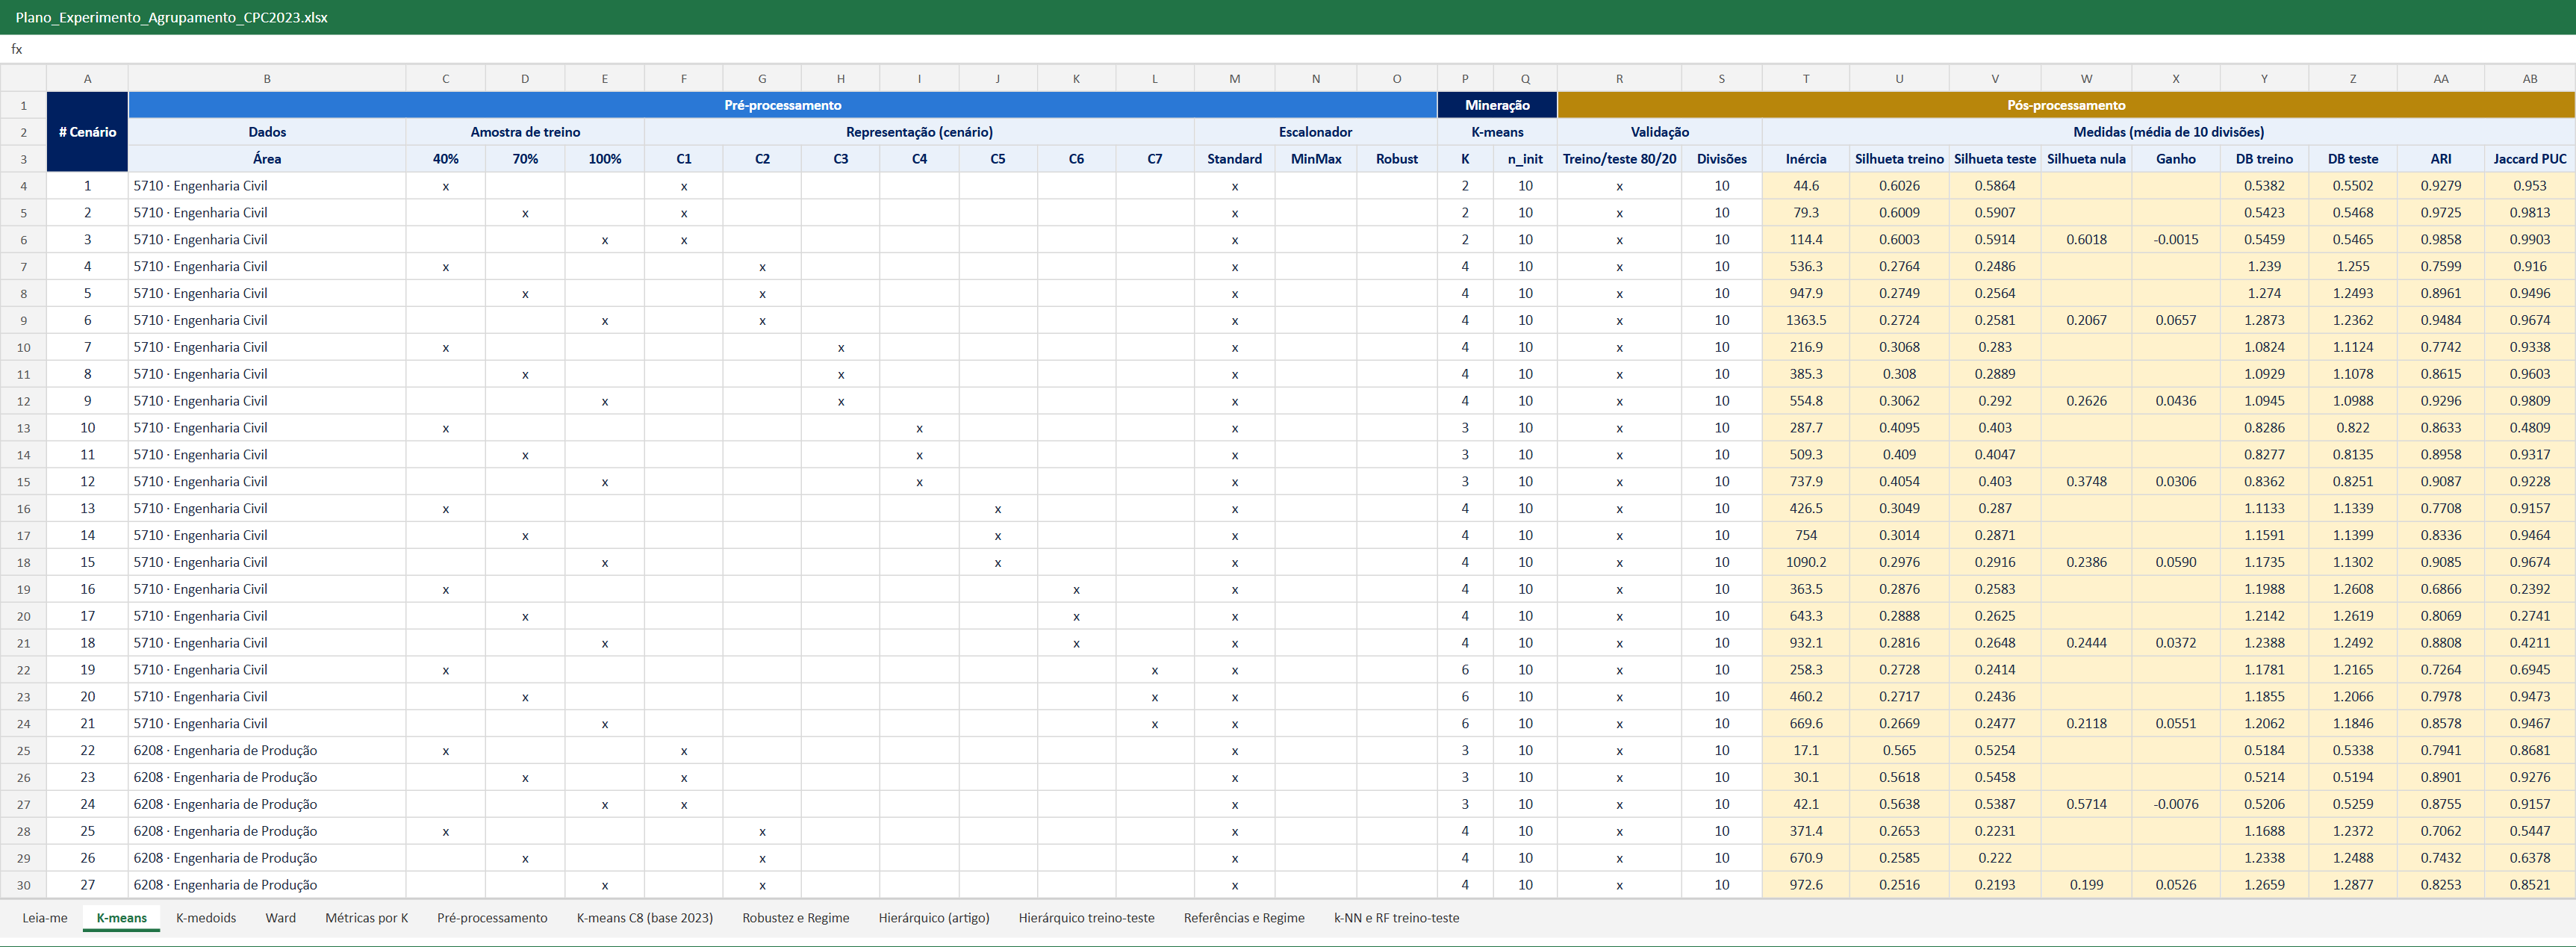 Plano_Experimento_Agrupamento_CPC2023.xlsx
fx
A B C D E F G H I J K L M N O P Q R S T U V W X Y Z AA AB
1 # Cenário Pré-processamento Mineração Pós-processamento
2 Dados Amostra de treino Representação (cenário) Escalonador K-means Validação Medidas (média de 10 divisões)
3 Área 40% 70% 100% C1 C2 C3 C4 C5 C6 C7 Standard MinMax Robust K n_init Treino/teste 80/20 Divisões Inércia Silhueta treino Silhueta teste Silhueta nula Ganho DB treino DB teste ARI Jaccard PUC
4 1 5710 · Engenharia Civil x x x 2 10 x 10 44.6 0.6026 0.5864 0.5382 0.5502 0.9279 0.953
5 2 5710 · Engenharia Civil x x x 2 10 x 10 79.3 0.6009 0.5907 0.5423 0.5468 0.9725 0.9813
6 3 5710 · Engenharia Civil x x x 2 10 x 10 114.4 0.6003 0.5914 0.6018 -0.0015 0.5459 0.5465 0.9858 0.9903
7 4 5710 · Engenharia Civil x x x 4 10 x 10 536.3 0.2764 0.2486 1.239 1.255 0.7599 0.916
8 5 5710 · Engenharia Civil x x x 4 10 x 10 947.9 0.2749 0.2564 1.274 1.2493 0.8961 0.9496
9 6 5710 · Engenharia Civil x x x 4 10 x 10 1363.5 0.2724 0.2581 0.2067 0.0657 1.2873 1.2362 0.9484 0.9674
10 7 5710 · Engenharia Civil x x x 4 10 x 10 216.9 0.3068 0.283 1.0824 1.1124 0.7742 0.9338
11 8 5710 · Engenharia Civil x x x 4 10 x 10 385.3 0.308 0.2889 1.0929 1.1078 0.8615 0.9603
12 9 5710 · Engenharia Civil x x x 4 10 x 10 554.8 0.3062 0.292 0.2626 0.0436 1.0945 1.0988 0.9296 0.9809
13 10 5710 · Engenharia Civil x x x 3 10 x 10 287.7 0.4095 0.403 0.8286 0.822 0.8633 0.4809
14 11 5710 · Engenharia Civil x x x 3 10 x 10 509.3 0.409 0.4047 0.8277 0.8135 0.8958 0.9317
15 12 5710 · Engenharia Civil x x x 3 10 x 10 737.9 0.4054 0.403 0.3748 0.0306 0.8362 0.8251 0.9087 0.9228
16 13 5710 · Engenharia Civil x x x 4 10 x 10 426.5 0.3049 0.287 1.1133 1.1339 0.7708 0.9157
17 14 5710 · Engenharia Civil x x x 4 10 x 10 754 0.3014 0.2871 1.1591 1.1399 0.8336 0.9464
18 15 5710 · Engenharia Civil x x x 4 10 x 10 1090.2 0.2976 0.2916 0.2386 0.0590 1.1735 1.1302 0.9085 0.9674
19 16 5710 · Engenharia Civil x x x 4 10 x 10 363.5 0.2876 0.2583 1.1988 1.2608 0.6866 0.2392
20 17 5710 · Engenharia Civil x x x 4 10 x 10 643.3 0.2888 0.2625 1.2142 1.2619 0.8069 0.2741
21 18 5710 · Engenharia Civil x x x 4 10 x 10 932.1 0.2816 0.2648 0.2444 0.0372 1.2388 1.2492 0.8808 0.4211
22 19 5710 · Engenharia Civil x x x 6 10 x 10 258.3 0.2728 0.2414 1.1781 1.2165 0.7264 0.6945
23 20 5710 · Engenharia Civil x x x 6 10 x 10 460.2 0.2717 0.2436 1.1855 1.2066 0.7978 0.9473
24 21 5710 · Engenharia Civil x x x 6 10 x 10 669.6 0.2669 0.2477 0.2118 0.0551 1.2062 1.1846 0.8578 0.9467
25 22 6208 · Engenharia de Produção x x x 3 10 x 10 17.1 0.565 0.5254 0.5184 0.5338 0.7941 0.8681
26 23 6208 · Engenharia de Produção x x x 3 10 x 10 30.1 0.5618 0.5458 0.5214 0.5194 0.8901 0.9276
27 24 6208 · Engenharia de Produção x x x 3 10 x 10 42.1 0.5638 0.5387 0.5714 -0.0076 0.5206 0.5259 0.8755 0.9157
28 25 6208 · Engenharia de Produção x x x 4 10 x 10 371.4 0.2653 0.2231 1.1688 1.2372 0.7062 0.5447
29 26 6208 · Engenharia de Produção x x x 4 10 x 10 670.9 0.2585 0.222 1.2338 1.2488 0.7432 0.6378
30 27 6208 · Engenharia de Produção x x x 4 10 x 10 972.6 0.2516 0.2193 0.199 0.0526 1.2659 1.2877 0.8253 0.8521
Leia-me K-means K-medoids Ward Métricas por K Pré-processamento K-means C8 (base 2023) Robustez e Regime Hierárquico (artigo) Hierárquico treino-teste Referências e Regime k-NN e RF treino-teste